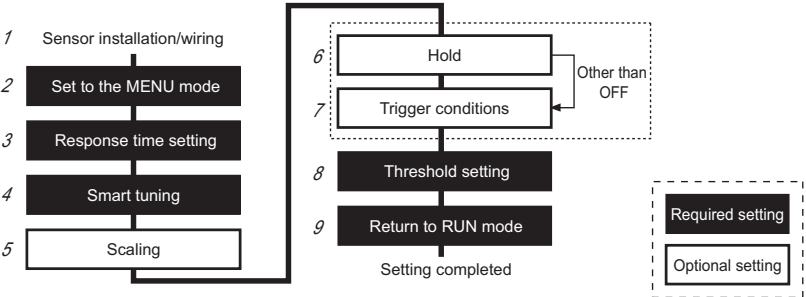 1 Sensor installation/wiring
2 Set to the MENU mode
3 Response time setting
4 Smart tuning
5 Scaling
6 Hold
Other than
OFF
7 Trigger conditions
8 Threshold setting
9 Return to RUN mode
Setting completed
Required setting
Optional setting